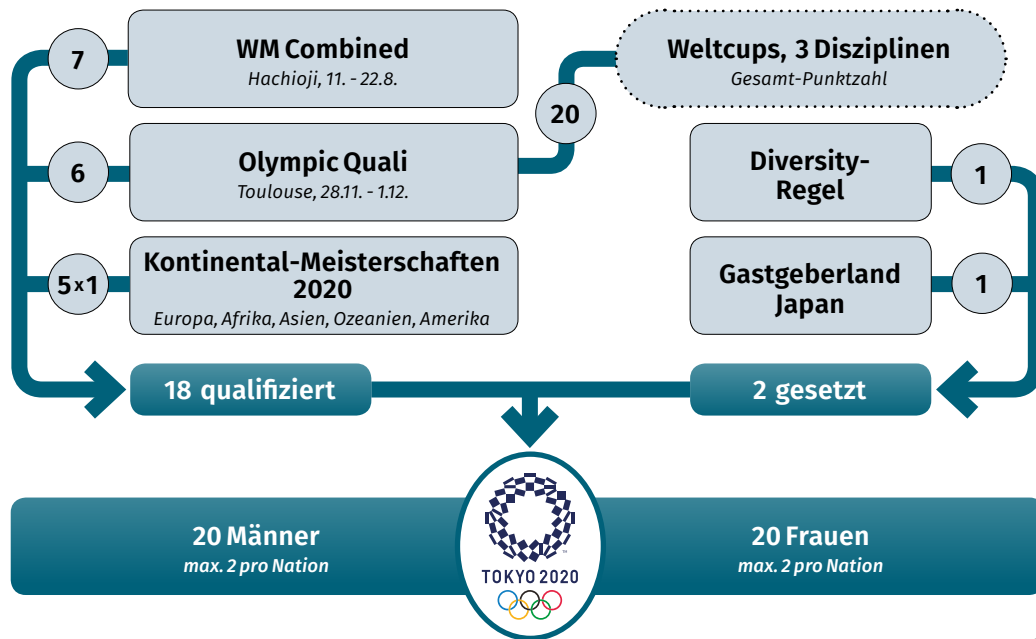 7
WM Combined
Hachioji, 11. - 22.8.
Weltcups, 3 Disziplinen
Gesamt-Punktzahl
20
6
Olympic Quali
Toulouse, 28.11. - 1.12.
Diversity-
Regel
1
5x1
Kontinental-Meisterschaften
2020
Europa, Afrika, Asien, Ozeanien, Amerika
Gastgeberland
Japan
1
18 qualifiziert
2 gesetzt
20 Männer
max. 2 pro Nation
TM
TOKYO 2020
20 Frauen
max. 2 pro Nation